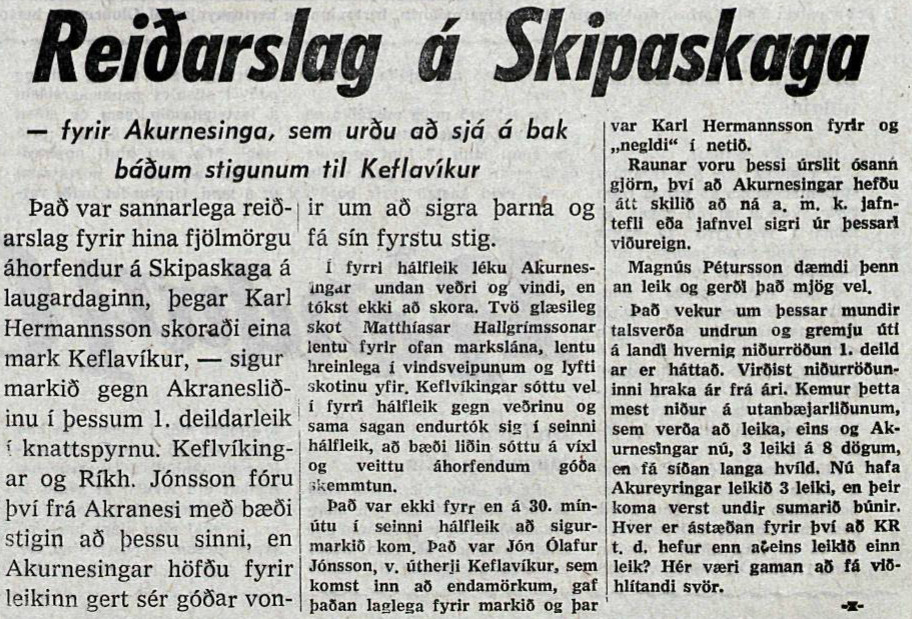 Reiðarslag á Skipaskaga
— fyrir Akurnesinga, sem urðu að sjá á bak
báðum stigunum til Keflavíkur
Það var sannarlega reið-
arslag fyrir hina fjölmörgu
áhorfendur á Skipaskaga á
laugardaginn, þegar Karl
Hermannsson skoraði eina
mark Keflavíkur, — sigur
markið gegn Akraneslið-
inu í þessum 1. deildarleik
í knattspyrnu. Keflvíking-
ar og Ríkh. Jónsson fóru
því frá Akranesi með bæði
stigin að þessu sinni, en
Akurnesingar höfðu fyrir
leikinn gert sér góðar von-
ir um að sigra þarna og
fá sín fyrstu stig.
Í fyrri hálfleik léku Akurnes-
ingar undan veðri og vindi, en
tókst ekki að skora. Tvö glæsileg
skot Matthíasar Hallgrímssonar
lentu fyrir ofan markslána, lentu
hreinlega í vindsveipunum og lyfti
skotinu yfir. Keflvíkingar sóttu vel
í fyrri hálfleik gegn veðrinu og
sama sagan endurtók sig í seinni
hálfleik, að bæði liðin sóttu á víxl
og veittu áhorfendum góða
skemmtun.
Það var ekki fyrr en á 30. mín-
útu í seinni hálfleik að sigur-
markið kom. Það var Jón Ólafur
Jónsson, v. útherji Keflavíkur, sem
komst inn að endamörkum, gaf
þaðan laglega fyrir markið og þar
var Karl Hermannsson fyrir og
„negldi" í netið.
Raunar voru þessi úrslit ósann
gjörn, því að Akurnesingar hefðu
átt skilið að ná a. m. k. jafn-
tefli eða jafnvel sigri úr þessari
viðureign.
Magnús Pétursson dæmdi þenn
an leik og gerði það mjög vel.
Það vekur um þessar mundir
talsverða undrun og gremju úti
á landi hvernig niðurröðun 1. deild
ar er háttað. Virðist niðurröðun-
inni hraka ár frá ári. Kemur þetta
mest niður á utanbæjarliðunum,
sem verða að leika, eins og Ak-
urnesingar nú, 3 leiki á 8 dögum,
en fá síðan langa hvíld. Nú hafa
Akureyringar leikið 3 leiki, en þeir
koma verst undir sumarið búnir.
Hver er ástæðan fyrir því að KR
t. d. hefur enn aðeins leikið einn
leik? Hér væri gaman að fá við-
hlítandi svör.
-x-